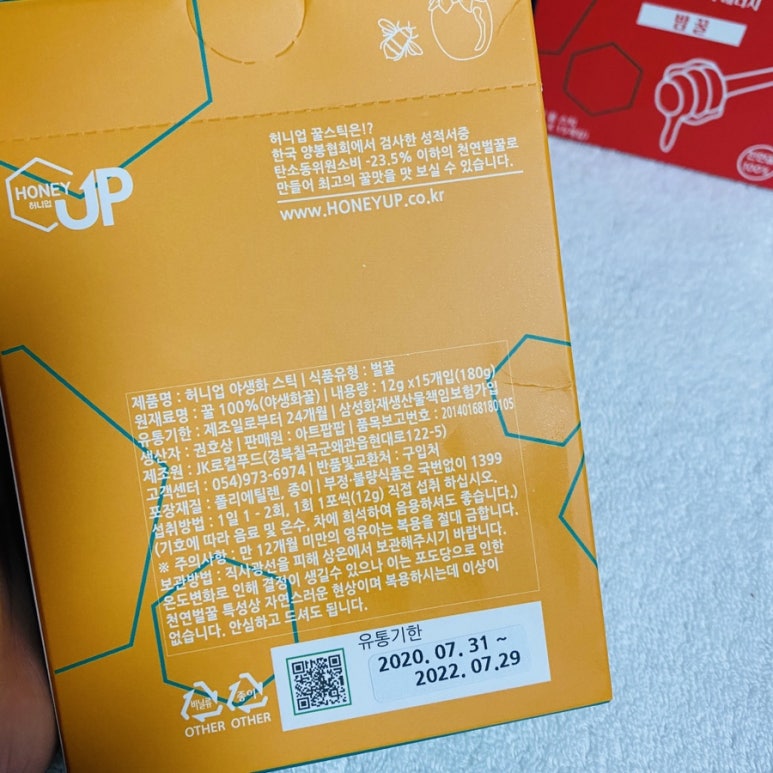 밤 꿀
100%
허니업 꿀스틱은!?
한국 양봉협회에서 검사한 성적서중
탄소동위원소비 -23.5% 이하의 천연벌꿀로
만들어 최고의 꿀맛을 맛 보실 수 있습니다.
www.HONEYUP.co.kr
HONEY UP
허니업
제품명 : 허니업 야생화 스틱 | 식품유형 : 벌꿀
원재료명 : 꿀 100%(야생화꿀) | 내용량 : 12g x15개입(180g)
유통기한 : 제조일로부터 24개월 | 삼성화재생산물책임보험가입
생산자 : 권호상 | 판매원 : 아트팝팝 | 품목보고번호 : 20140168180105
제조원 : JK로컬푸드(경북칠곡군왜관읍현대로122-5)
고객센터 : 054)973-6974 | 반품및교환처 : 구입처
포장재질 : 폴리에틸렌, 종이 | 부정·불량식품은 국번없이 1399
섭취방법 : 1일 1 - 2회, 1회 1포씩(12g) 직접 섭취 하십시오.
(기호에 따라 음료 및 온수, 차에 희석하여 음용하셔도 좋습니다.)
※ 주의사항 : 만 12개월 미만의 영유아는 복용을 절대 금합니다.
보관방법 : 직사광선을 피해 상온에서 보관해주시기 바랍니다.
온도변화로 인해 결정이 생길수 있으나 이는 포도당으로 인한
천연벌꿀 특성상 자연스러운 현상이며 복용하시는데 이상이
없습니다. 안심하고 드셔도 됩니다.
유통기한
2020. 07. 31 ~
2022. 07.29
비닐류 종이
OTHER OTHER